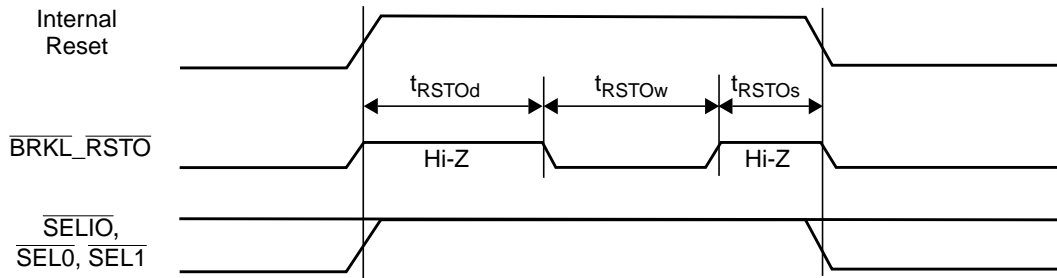 Internal
Reset
tRSTOd
tRSTOw
tRSTOs
BRKL_RSTO
Hi-Z
Hi-Z
SELIO,
SEL0, SEL1